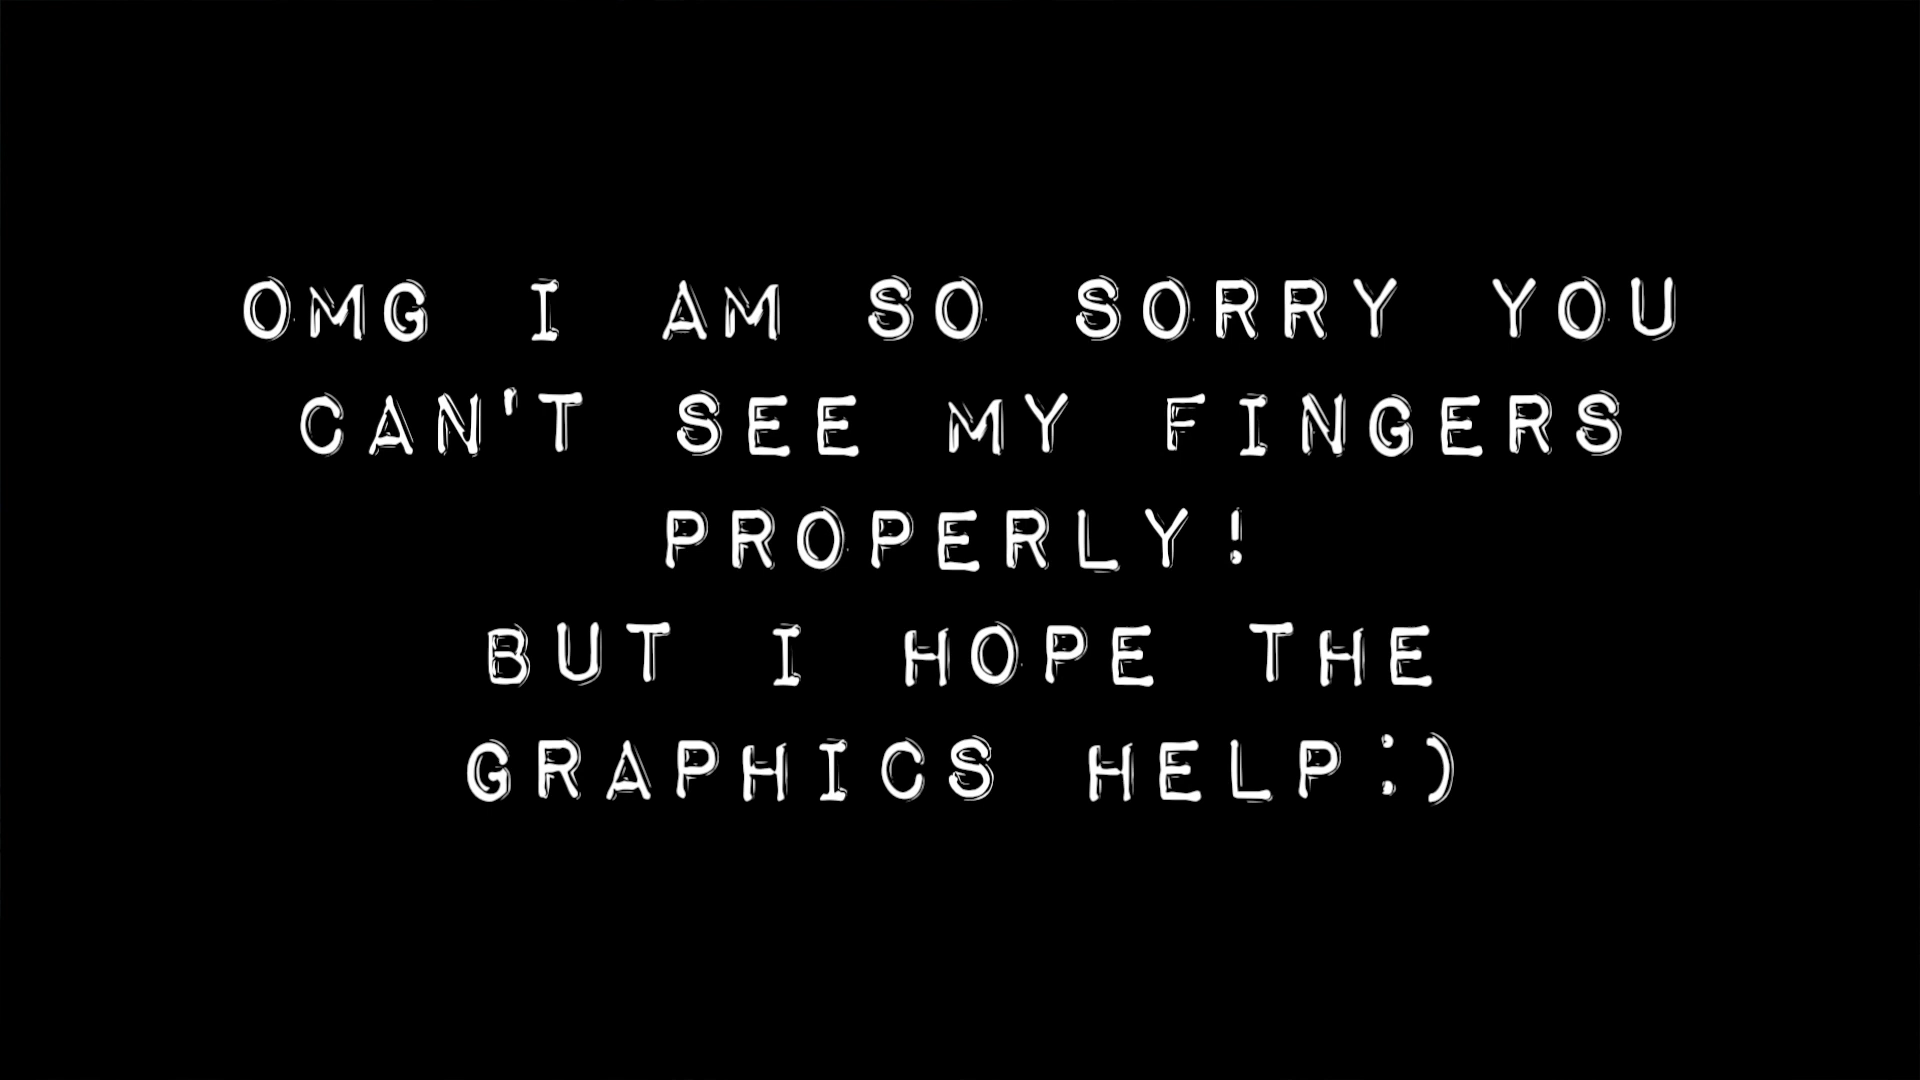 OMG I AM SO SORRY YOU
CAN'T SEE MY FINGERS
PROPERLY!
BUT I HOPE THE
GRAPHICS HELP:)